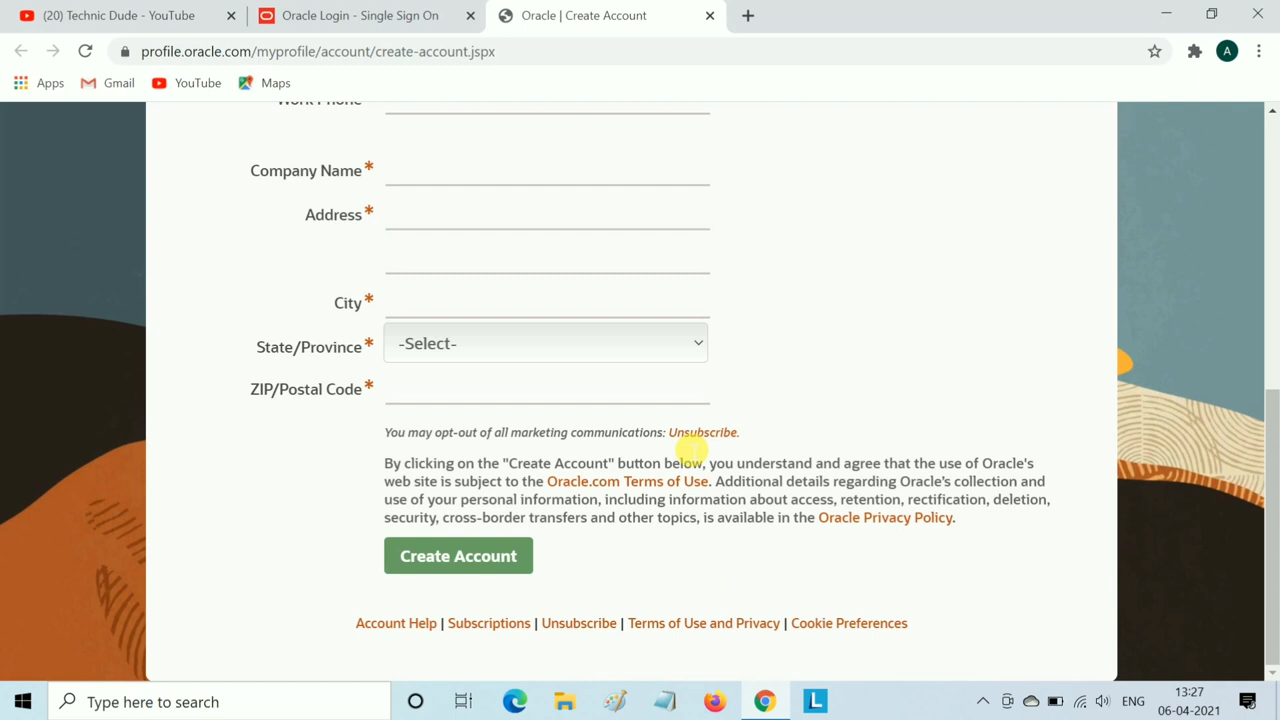 (20) Technic Dude - YouTube
Oracle Login - Single Sign On
Oracle | Create Account
profile.oracle.com/myprofile/account/create-account.jspx
A
Apps
Gmail
YouTube
Maps
Work Phone
Company Name*
Address*
City*
State/Province*
-Select-
ZIP/Postal Code*
You may opt-out of all marketing communications: Unsubscribe.
By clicking on the "Create Account" button below, you understand and agree that the use of Oracle's
web site is subject to the Oracle.com Terms of Use. Additional details regarding Oracle's collection and
use of your personal information, including information about access, retention, rectification, deletion,
security, cross-border transfers and other topics, is available in the Oracle Privacy Policy.
Create Account
Account Help | Subscriptions | Unsubscribe | Terms of Use and Privacy | Cookie Preferences
Type here to search
L
ENG
13:27
06-04-2021